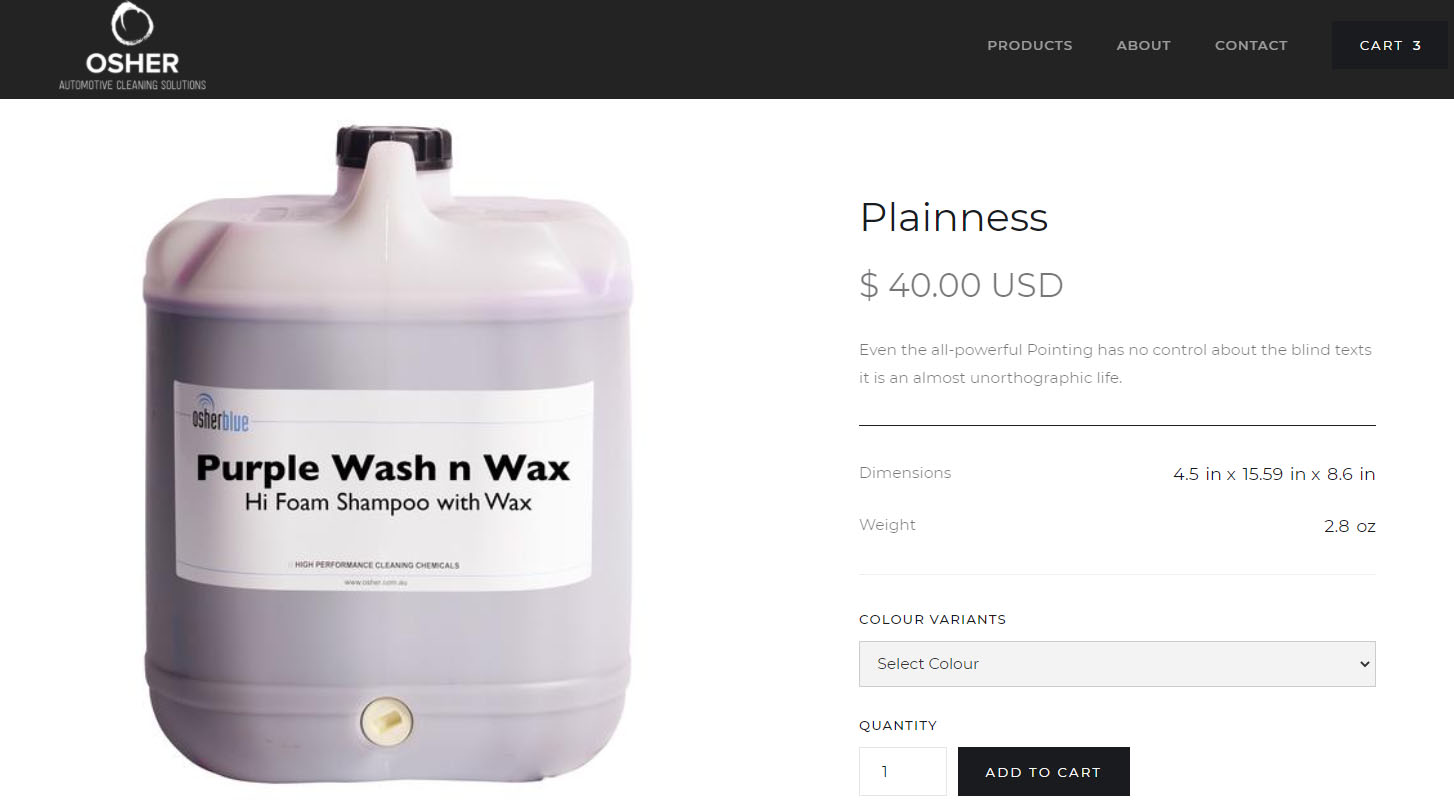 OSHER
AUTOMOTIVE CLEANING SOLUTIONS
PRODUCTS
ABOUT
CONTACT
CART 3
osherblue
Purple Wash n Wax
Hi Foam Shampoo with Wax
HIGH PERFORMANCE CLEANING CHEMICALS
www.osher.com.au
Plainness
$ 40.00 USD
Even the all-powerful Pointing has no control about the blind texts
it is an almost unorthographic life.
Dimensions
4.5 in x 15.59 in x 8.6 in
Weight
2.8 oz
COLOUR VARIANTS
Select Colour
QUANTITY
1
ADD TO CART